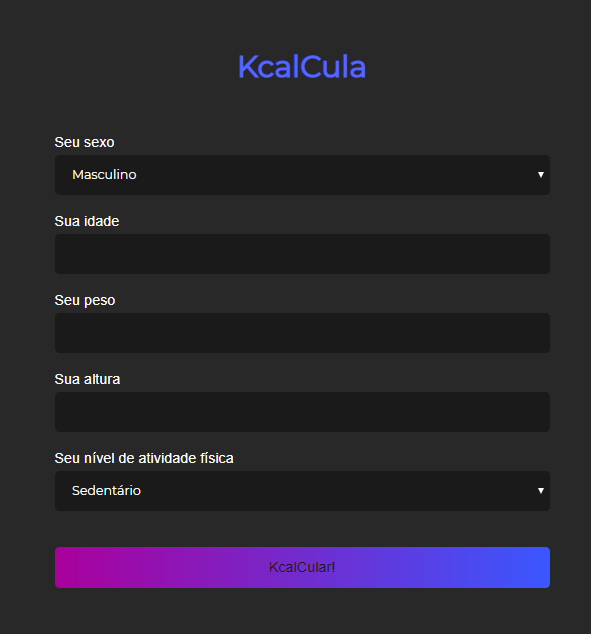 KcalCula
Seu sexo
Masculino
Sua idade
Seu peso
Sua altura
Seu nível de atividade física
Sedentário
KcalCular!